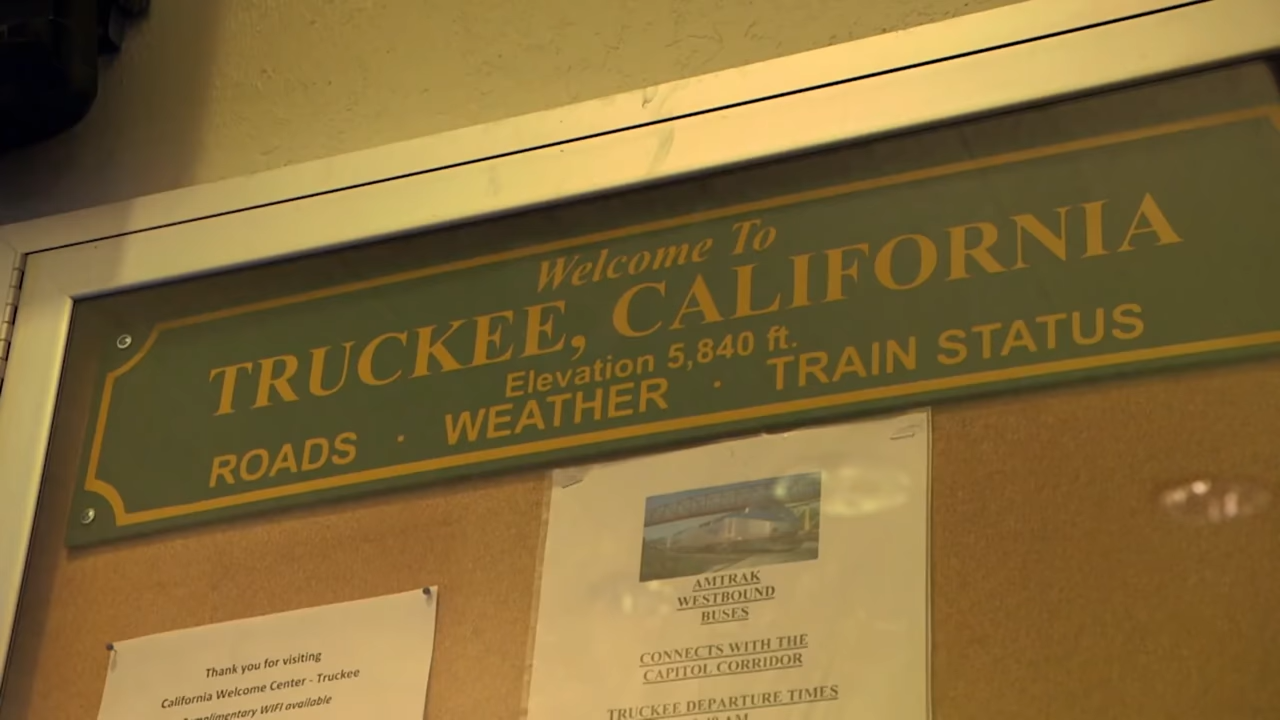 Welcome To
TRUCKEE, CALIFORNIA
Elevation 5,840 ft.
ROADS · WEATHER · TRAIN STATUS
AMTRAK
WESTBOUND
BUSES
CONNECTS WITH THE
CAPITOL CORRIDOR
TRUCKEE DEPARTURE TIMES
AM
Thank you for visiting
California Welcome Center - Truckee
WIFI available